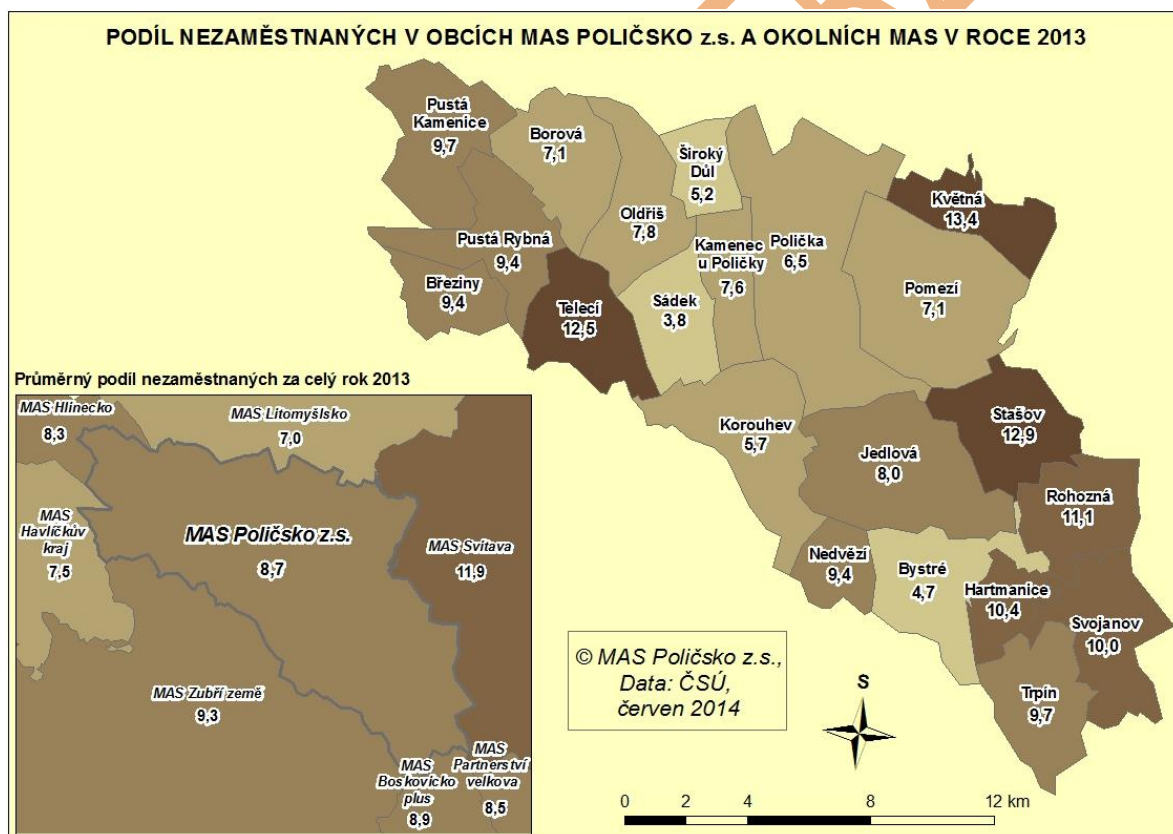 PODÍL NEZAMĚSTNANÝCH V OBCÍCH MAS POLIČSKO z.s. A OKOLNÍCH MAS V ROCE 2013
Pustá
Kamenice
9,7
Borová
7,1
Široký
Důl
5,2
Květná
13,4
Oldřiš
7,8
Pustá Rybná
9,4
Kamenec
u Poličky
7,6
Polička
6,5
Březiny
9,4
Telecí
12,5
Sádek
3,8
Pomezí
7,1
Korouhev
5,7
Jedlová
8,0
Stašov
12,9
Rohozná
11,1
Nedvězí
9,4
Bystré
4,7
Hartmanice
10,4
Svojanov
10,0
Trpín
9,7
Průměrný podíl nezaměstnaných za celý rok 2013
MAS Hlinecko
8,3
MAS Litomyšlsko
7,0
MAS
Havlíčkův
kraj
7,5
MAS Poličsko z.s.
8,7
MAS Svitava
11,9
MAS Zubří země
9,3
MAS
Boskovicko
plus
8,9
MAS
Partnerství
velkova
8,5
© MAS Poličsko z.s.,
Data: ČSÚ,
červen 2014
S
0 2 4 8 12 km